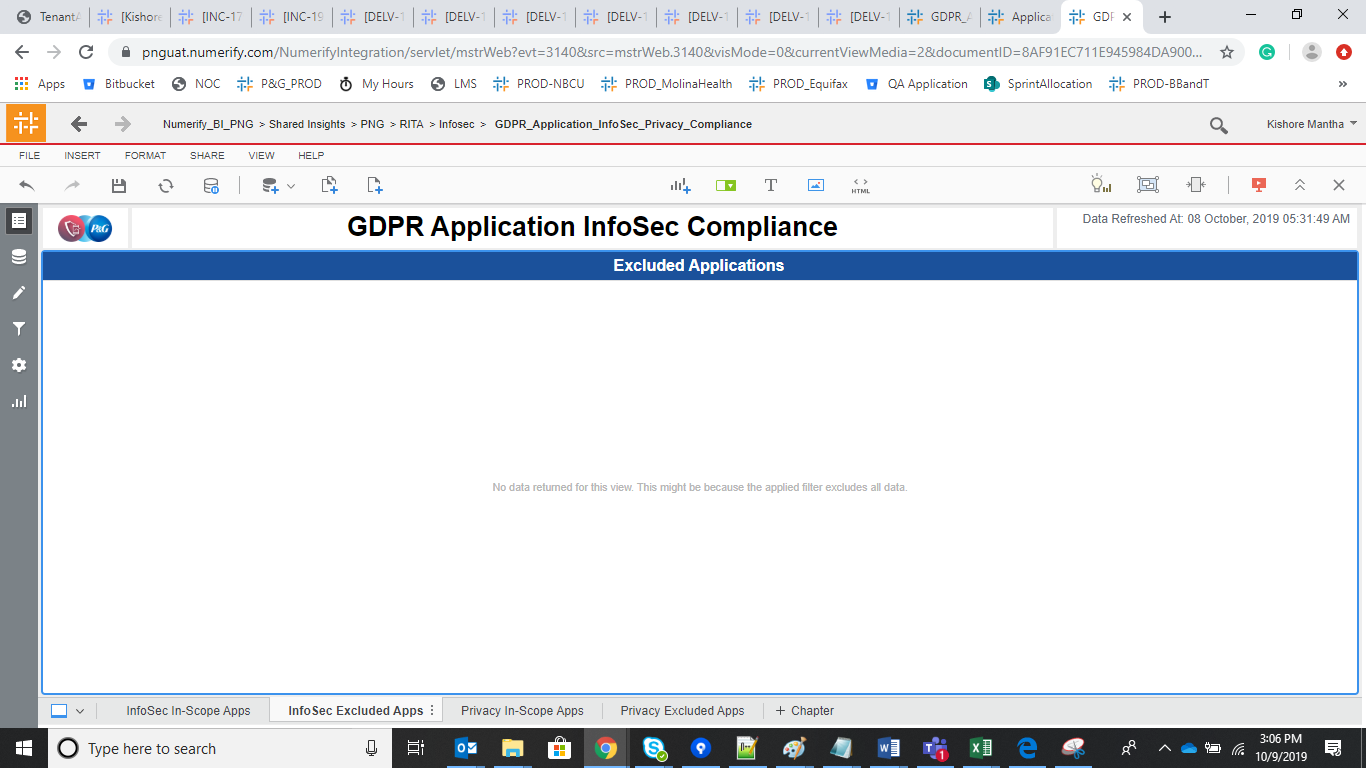 TenantA [Kishore [INC-17 [INC-19 [DELV-1 [DELV-1 [DELV-1 [DELV-1 [DELV-1 [DELV-1 [DELV-1 GDPR_A Applica GDP
pnguat.numerify.com/NumerifyIntegration/servlet/mstrWeb?evt=3140&src=mstrWeb.3140&visMode=0&currentViewMedia=2&documentID=8AF91EC711E945984DA900...
Apps Bitbucket NOC P&G_PROD My Hours LMS PROD-NBCU PROD_MolinaHealth PROD_Equifax QA Application SprintAllocation PROD-BBandT »
Numerify_BI_PNG > Shared Insights > PNG > RITA > Infosec > GDPR_Application_InfoSec_Privacy_Compliance Kishore Mantha
FILE INSERT FORMAT SHARE VIEW HELP
T HTML
P&G GDPR Application InfoSec Compliance Data Refreshed At: 08 October, 2019 05:31:49 AM
Excluded Applications
No data returned for this view. This might be because the applied filter excludes all data.
InfoSec In-Scope Apps InfoSec Excluded Apps Privacy In-Scope Apps Privacy Excluded Apps + Chapter
Type here to search 1 3:06 PM
10/9/2019